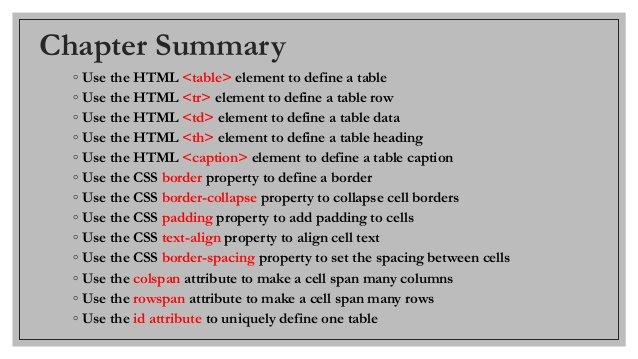 Chapter Summary
◦ Use the HTML <table> element to define a table
◦ Use the HTML <tr> element to define a table row
◦ Use the HTML <td> element to define a table data
◦ Use the HTML <th> element to define a table heading
◦ Use the HTML <caption> element to define a table caption
◦ Use the CSS border property to define a border
◦ Use the CSS border-collapse property to collapse cell borders
◦ Use the CSS padding property to add padding to cells
◦ Use the CSS text-align property to align cell text
◦ Use the CSS border-spacing property to set the spacing between cells
◦ Use the colspan attribute to make a cell span many columns
◦ Use the rowspan attribute to make a cell span many rows
◦ Use the id attribute to uniquely define one table